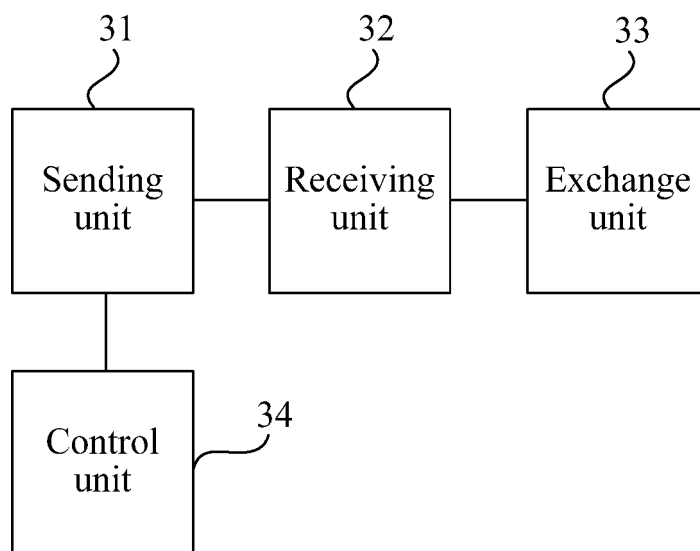 31
32
33
Sending
unit
Receiving
unit
Exchange
unit
34
Control
unit